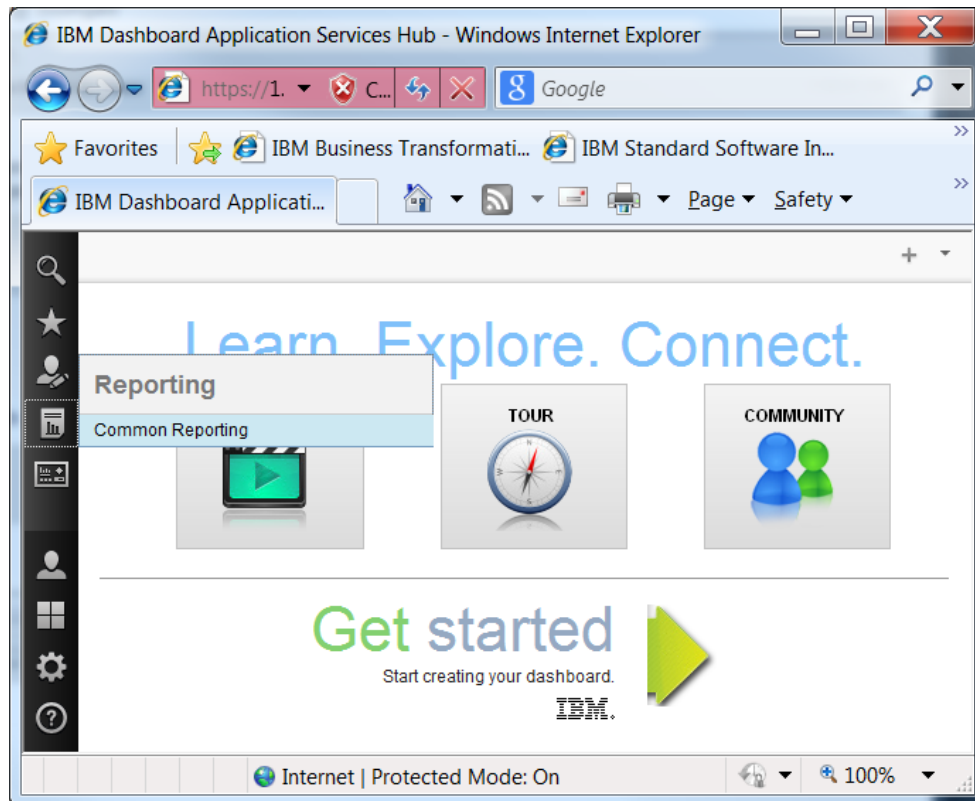 IBM Dashboard Application Services Hub - Windows Internet Explorer
https://1. C... Google
Favorites IBM Business Transformati... IBM Standard Software In...
IBM Dashboard Applicati... Page Safety
Learn. Explore. Connect.
Reporting
Common Reporting
TOUR
COMMUNITY
Get started
Start creating your dashboard.
IBM.
Internet | Protected Mode: On 100%